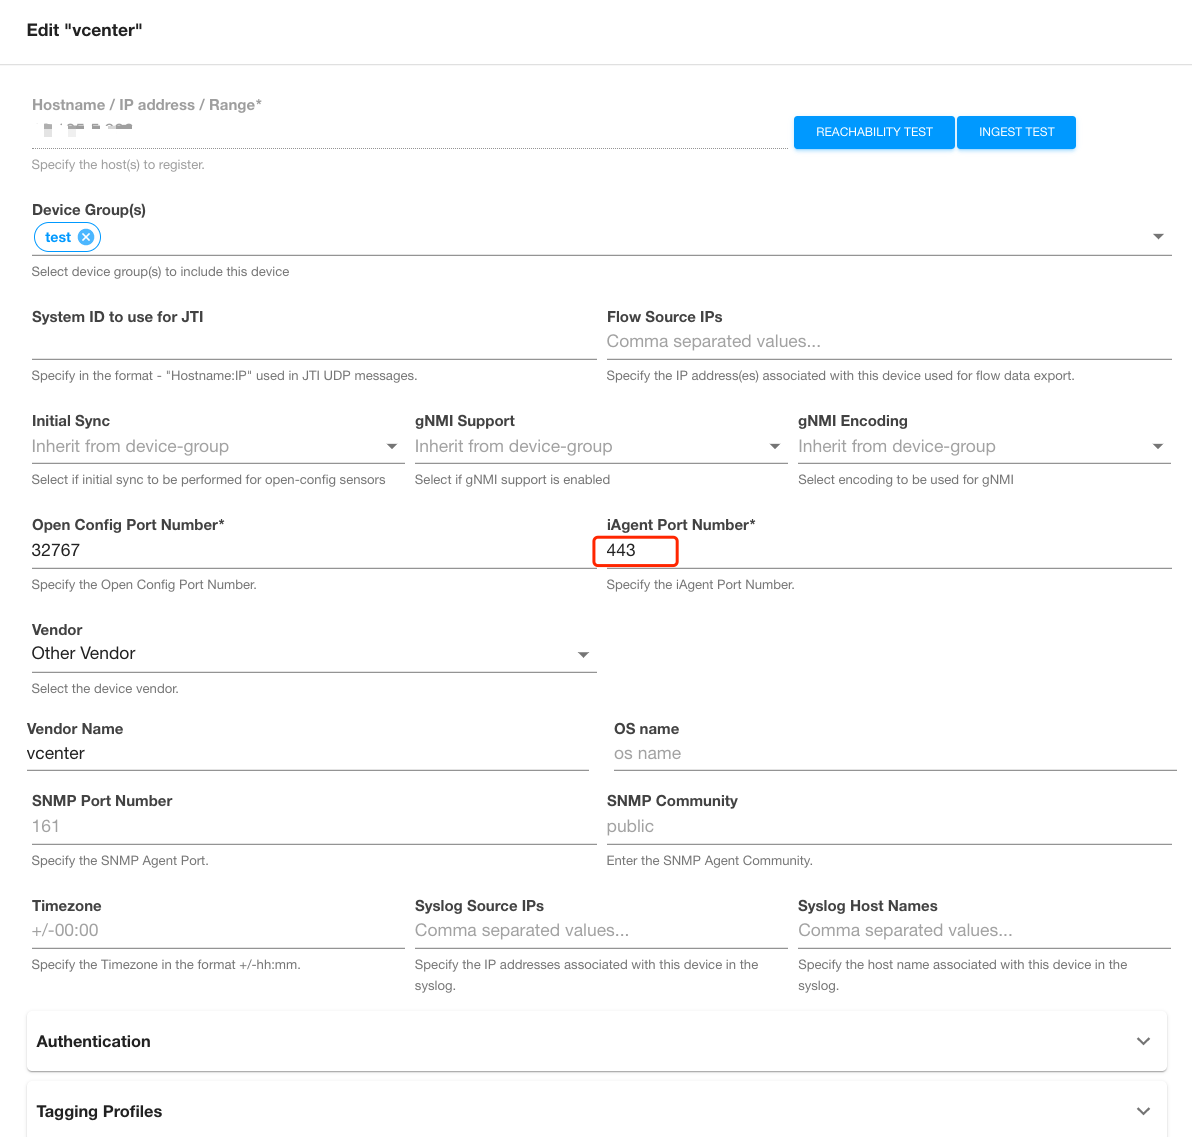 Edit "vcenter"
Hostname / IP address / Range*
REACHABILITY TEST INGEST TEST
Specify the host(s) to register.
Device Group(s)
test
Select device group(s) to include this device
System ID to use for JTI Flow Source IPs
Comma separated values...
Specify in the format - "Hostname:IP" used in JTI UDP messages. Specify the IP address(es) associated with this device used for flow data export.
Initial Sync gNMI Support gNMI Encoding
Inherit from device-group Inherit from device-group Inherit from device-group
Select if initial sync to be performed for open-config sensors Select if gNMI support is enabled Select encoding to be used for gNMI
Open Config Port Number* iAgent Port Number*
32767 443
Specify the Open Config Port Number. Specify the iAgent Port Number.
Vendor
Other Vendor
Select the device vendor.
Vendor Name OS name
vcenter os name
SNMP Port Number SNMP Community
161 public
Specify the SNMP Agent Port. Enter the SNMP Agent Community.
Timezone Syslog Source IPs Syslog Host Names
+/-00:00 Comma separated values... Comma separated values...
Specify the Timezone in the format +/-hh:mm. Specify the IP addresses associated with this device in the Specify the host name associated with this device in the
syslog. syslog.
Authentication
Tagging Profiles